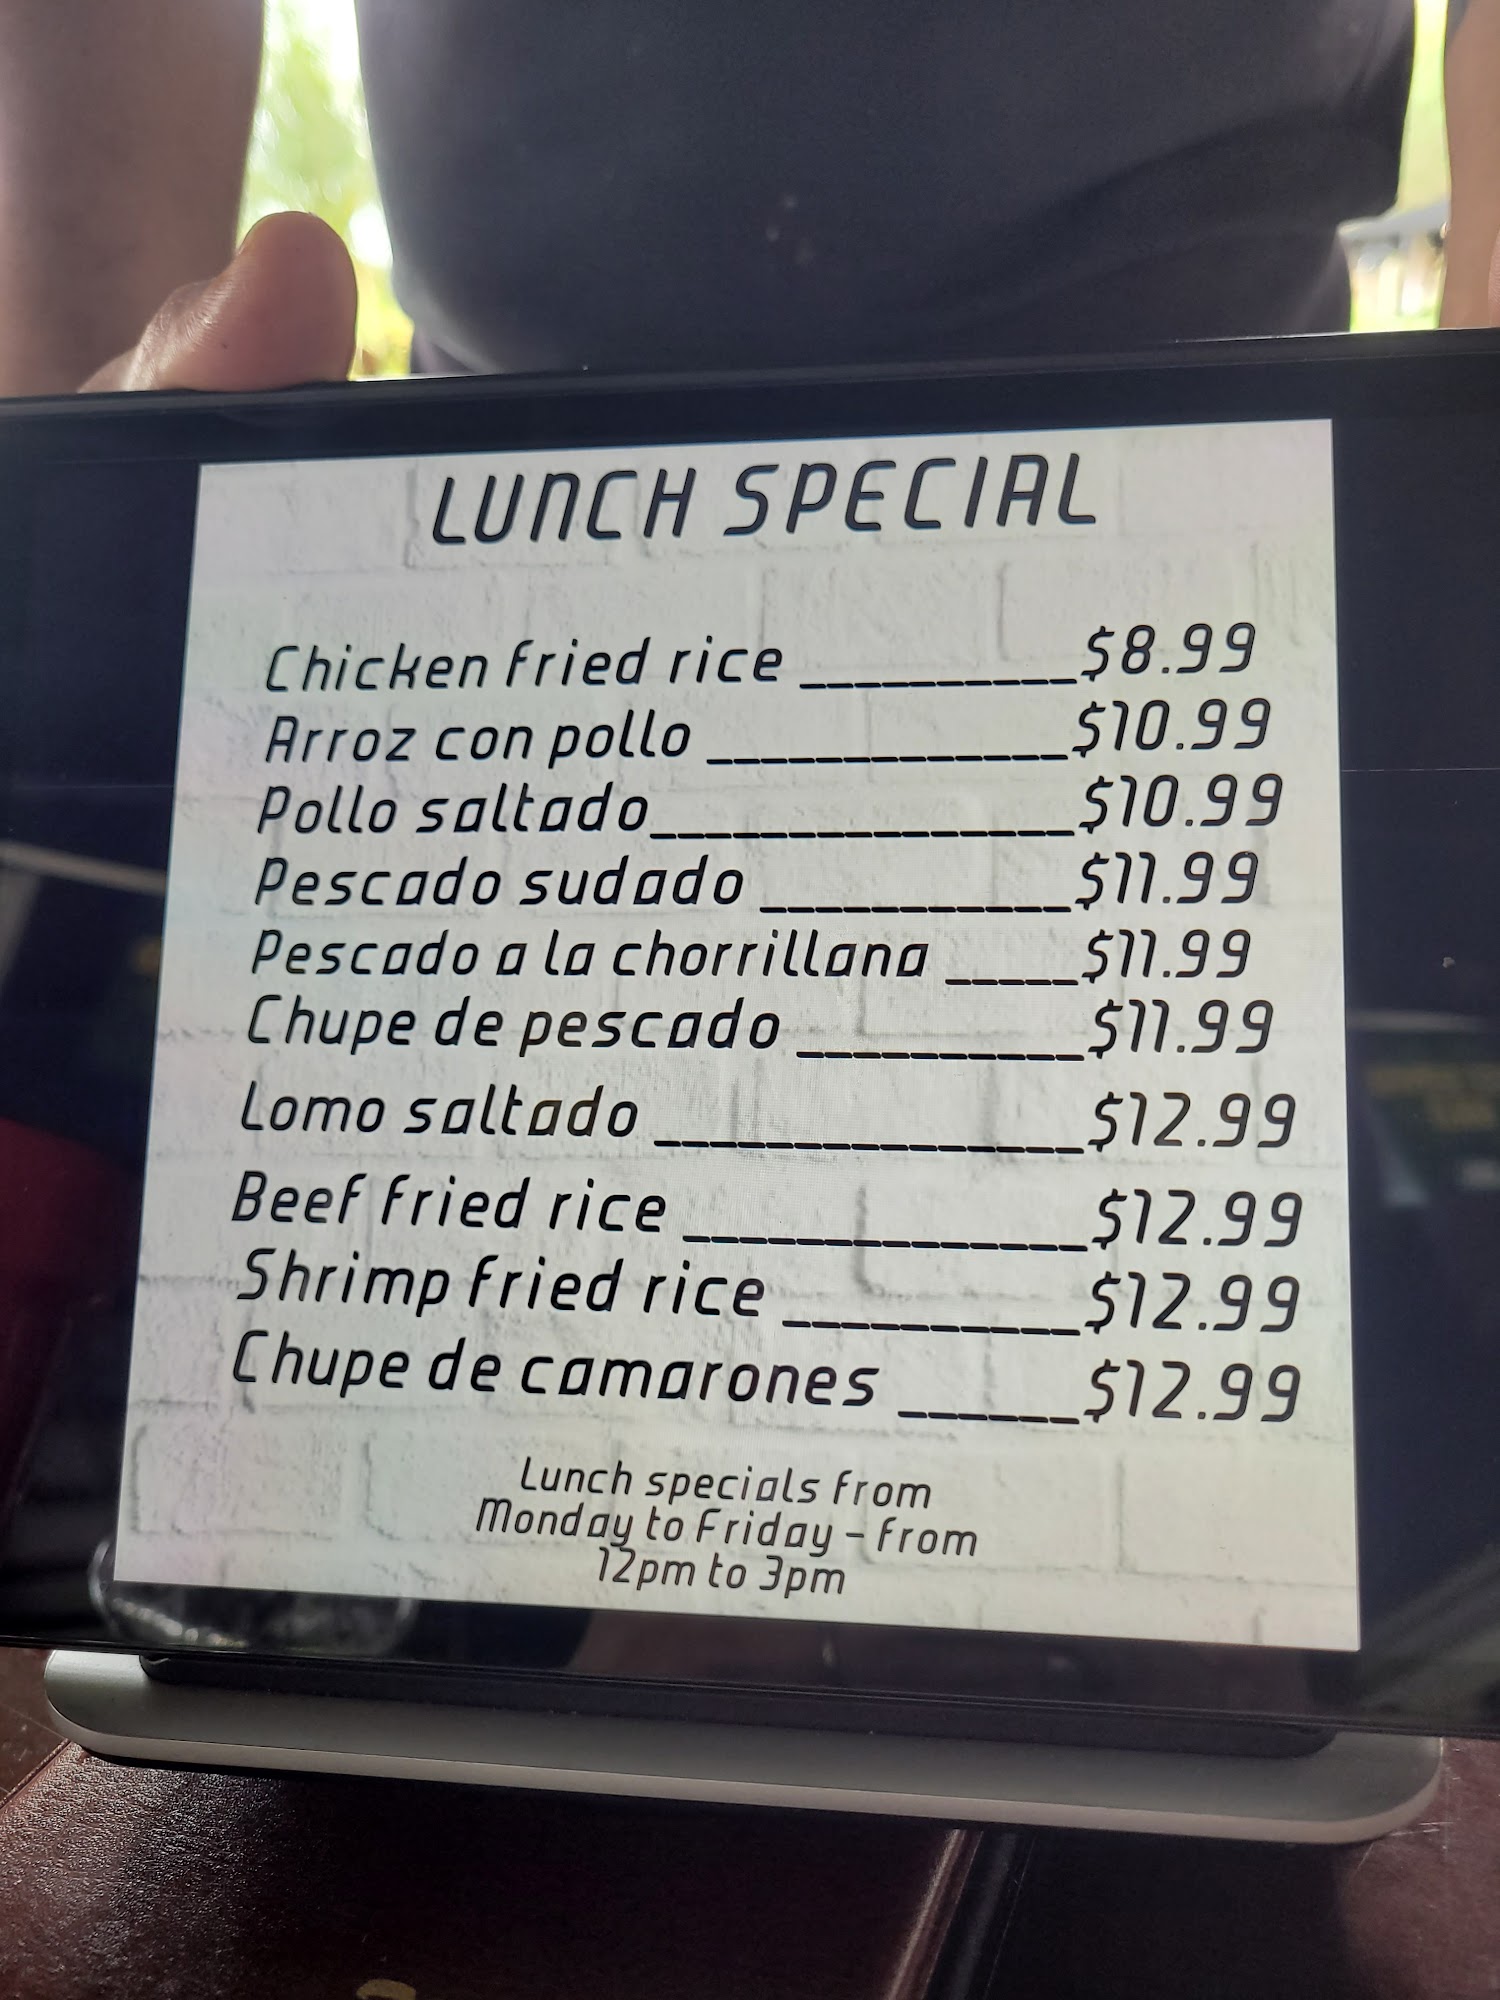 LUNCH SPECIAL
Chicken fried rice __________$8.99
Arroz con pollo _____________$10.99
Pollo saltado________________$10.99
Pescado sudado ___________$11.99
Pescado a la chorrillana _____$11.99
Chupe de pescado __________$11.99
Lomo saltado _______________$12.99
Beef fried rice ______________$12.99
Shrimp fried rice __________$12.99
Chupe de camarones ______$12.99
Lunch specials from
Monday to Friday - from
12pm to 3pm